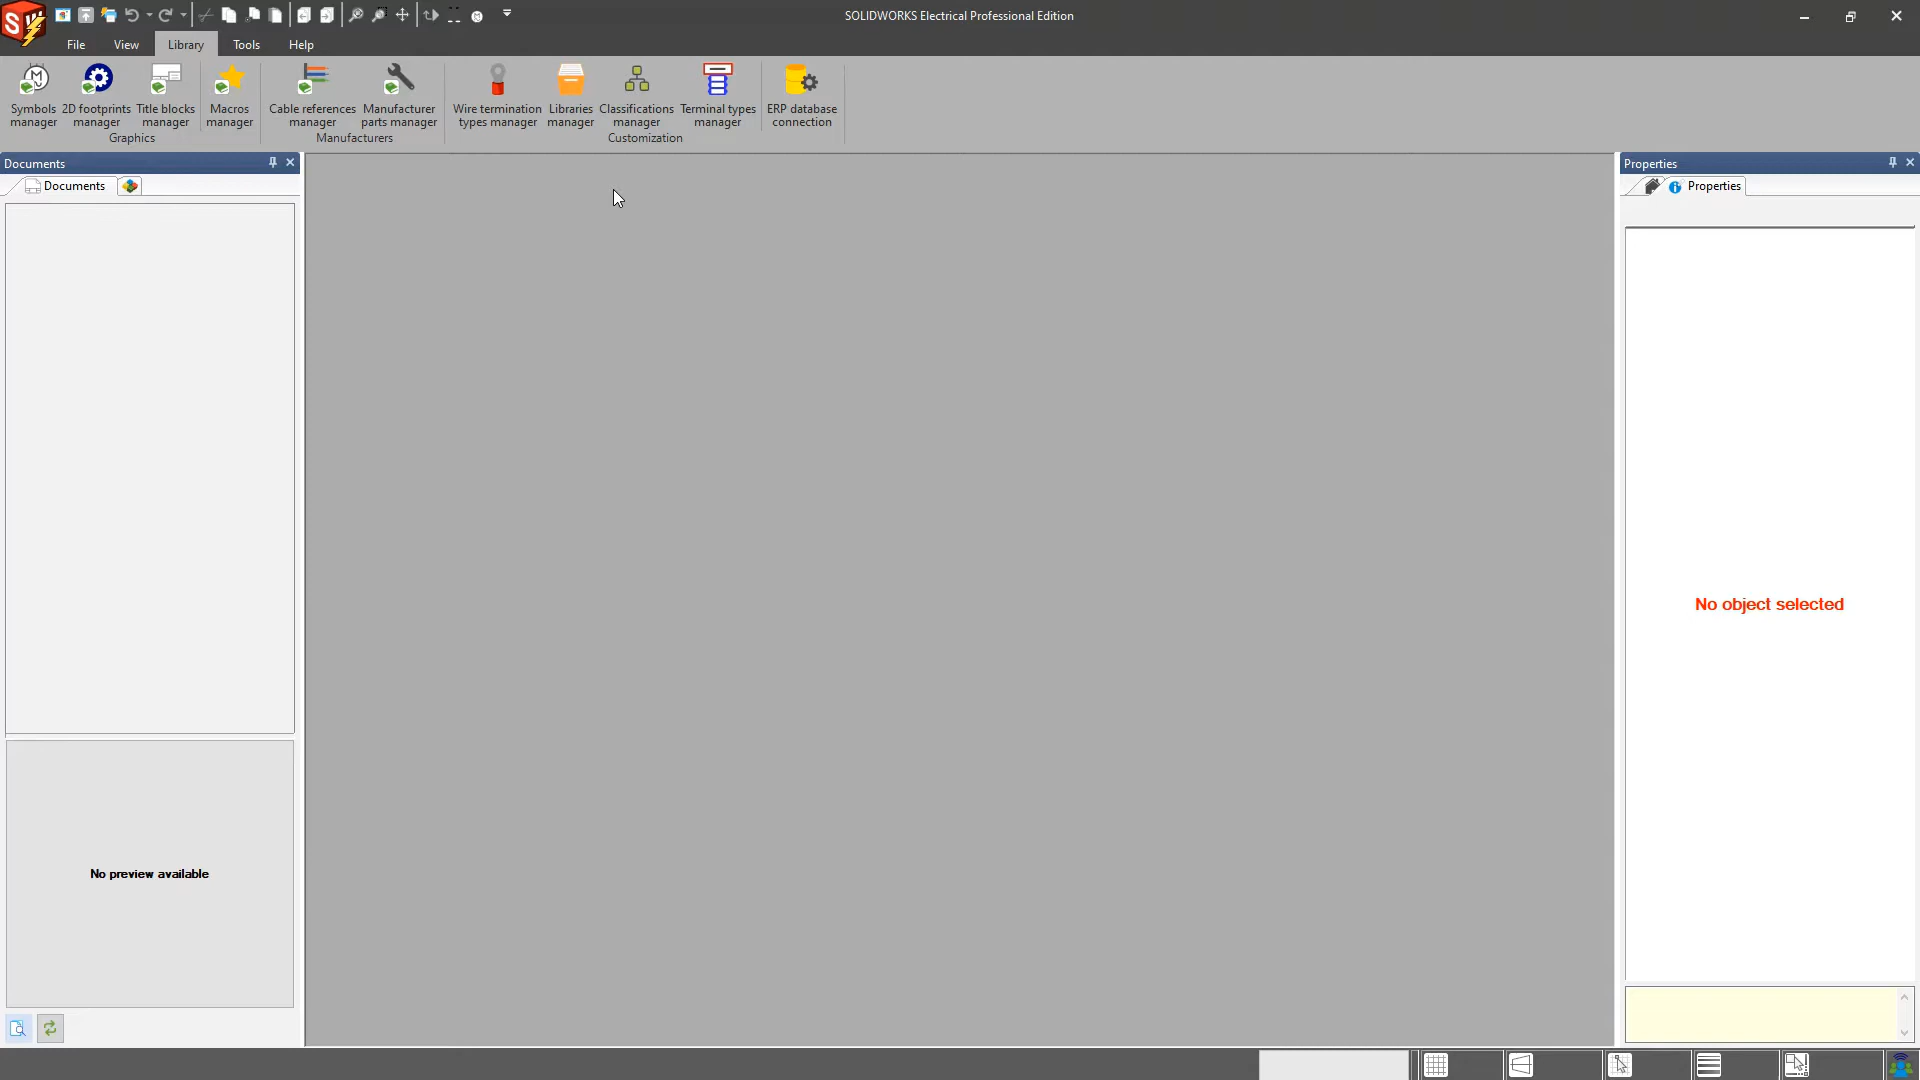 SOLIDWORKS Electrical Professional Edition
File View Library Tools Help
Symbols manager
2D footprints manager
Title blocks manager
Macros manager
Cable references manager
Manufacturer parts manager
Wire termination types manager
Libraries manager
Classifications manager
Terminal types manager
ERP database connection
Graphics Manufacturers Customization
Documents
Documents
No preview available
Properties
Properties
No object selected